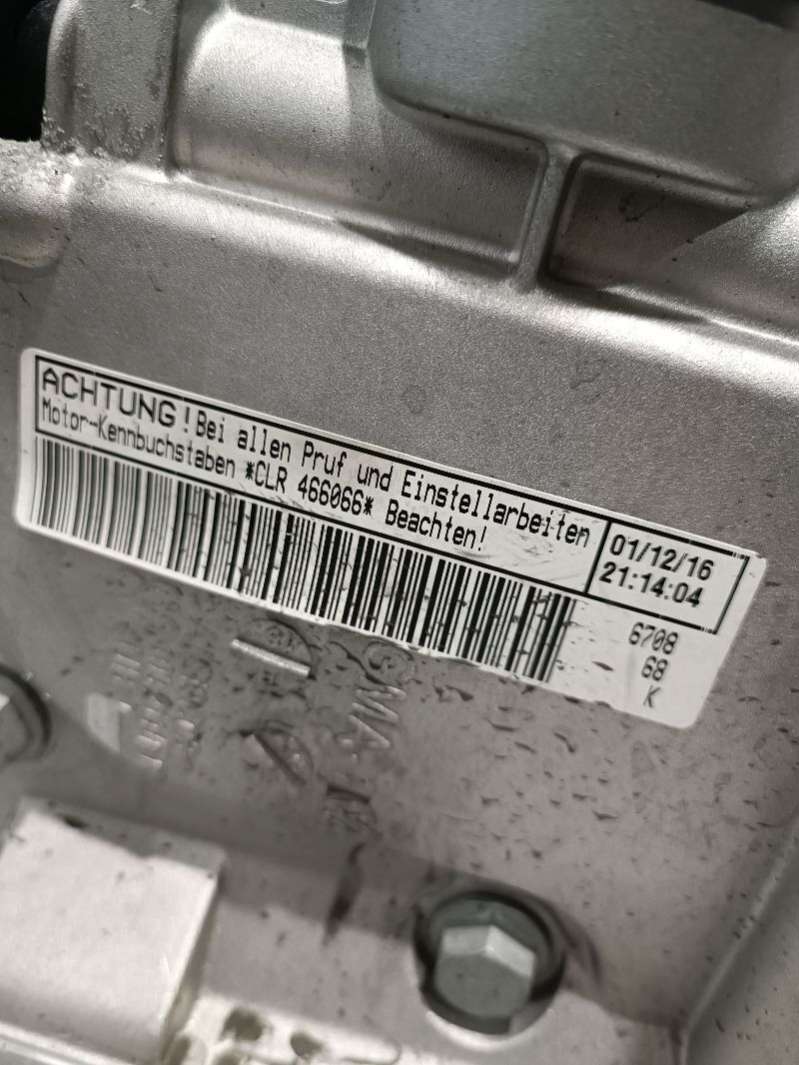 ACHTUNG! Bei allen Pruf und Einstellarbeiten
Motor-Kennbuchstaben *CLR 466066* Beachten!
01/12/16
21:14:04
6708
68
K